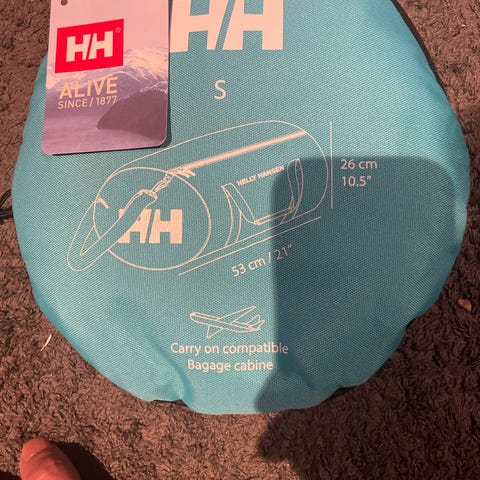 HH
ALIVE
SINCE / 1877
HH
S
26 cm
10.5"
HELLY HANSEN
HH
53 cm / 21"
Carry on compatible
Bagage cabine